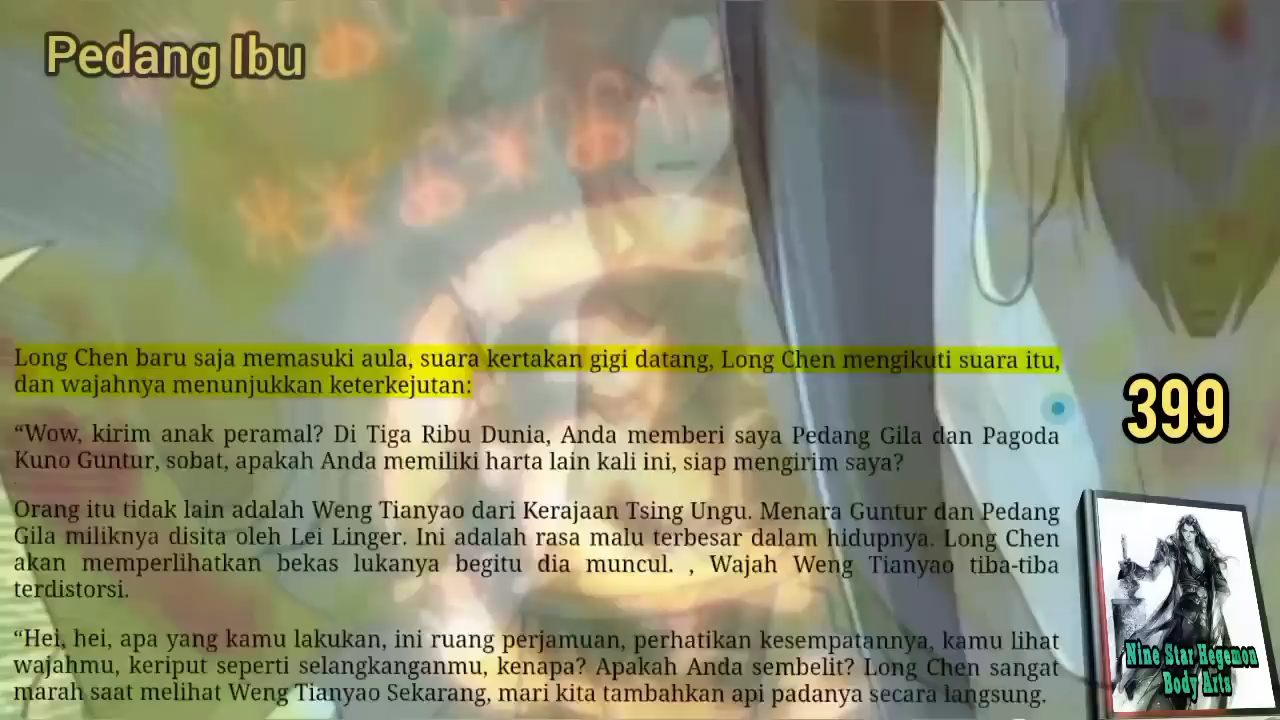 Pedang Ibu
Long Chen baru saja memasuki aula, suara kertakan gigi datang, Long Chen mengikuti suara itu,
dan wajahnya menunjukkan keterkejutan:
“Wow, kirim anak peramal? Di Tiga Ribu Dunia, Anda memberi saya Pedang Gila dan Pagoda
Kuno Guntur, sobat, apakah Anda memiliki harta lain kali ini, siap mengirim saya?
Orang itu tidak lain adalah Weng Tianyao dari Kerajaan Tsing Ungu. Menara Guntur dan Pedang
Gila miliknya disita oleh Lei Linger. Ini adalah rasa malu terbesar dalam hidupnya. Long Chen
akan memperlihatkan bekas lukanya begitu dia muncul. , Wajah Weng Tianyao tiba-tiba
terdistorsi.
“Hei, hei, apa yang kamu lakukan, ini ruang perjamuan, perhatikan kesempatannya, kamu lihat
wajahmu, keriput seperti selangkanganmu, kenapa? Apakah Anda sembelit? Long Chen sangat
marah saat melihat Weng Tianyao Sekarang, mari kita tambahkan api padanya secara langsung.
399
Nine Star Hegemon
Body Arts